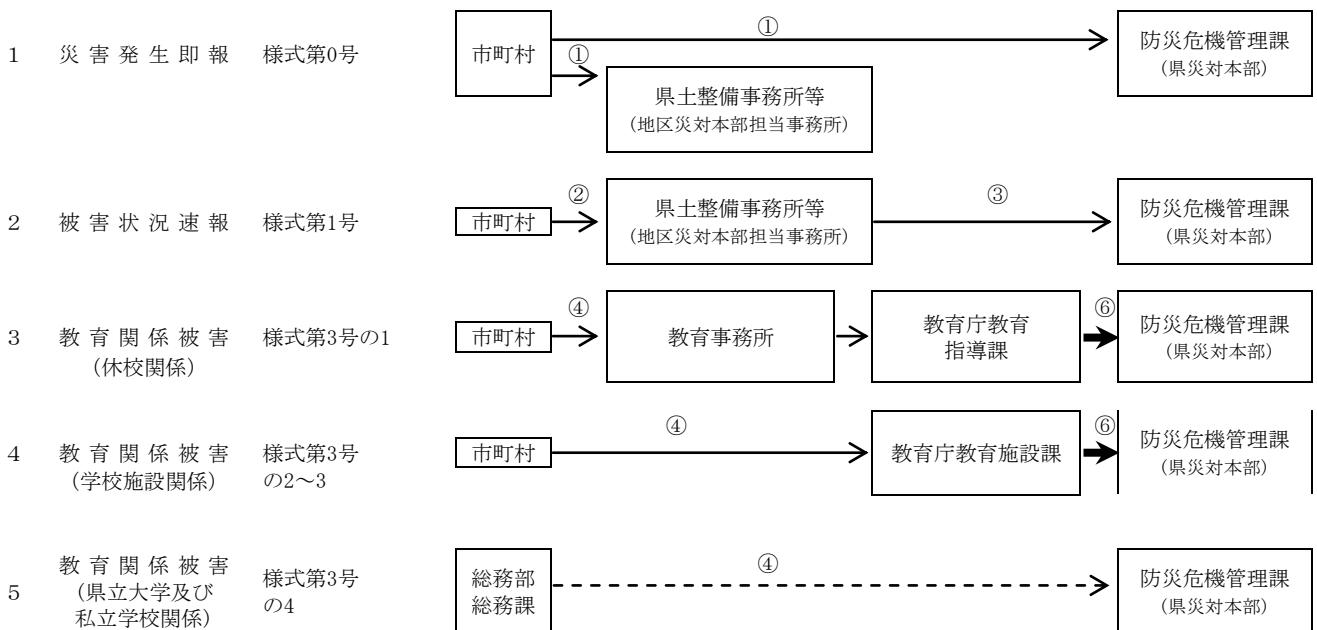 ①
1 災害発生即報 様式第0号 市町村 ① 防災危機管理課
(県災対本部)
県土整備事務所等
(地区災対本部担当事務所)
② ③
2 被害状況速報 様式第1号 市町村 県土整備事務所等 防災危機管理課
(地区災対本部担当事務所) (県災対本部)
④ ⑥
3 教育関係被害 様式第3号の1 市町村 教育事務所 教育庁教育 防災危機管理課
(休校関係) 指導課 (県災対本部)
④ ⑥
4 教育関係被害 様式第3号 市町村 教育庁教育施設課 防災危機管理課
(学校施設関係) の2～3 (県災対本部)
④
5 教育関係被害 様式第3号 総務部 防災危機管理課
(県立大学及び の4 総務課 (県災対本部)
私立学校関係)